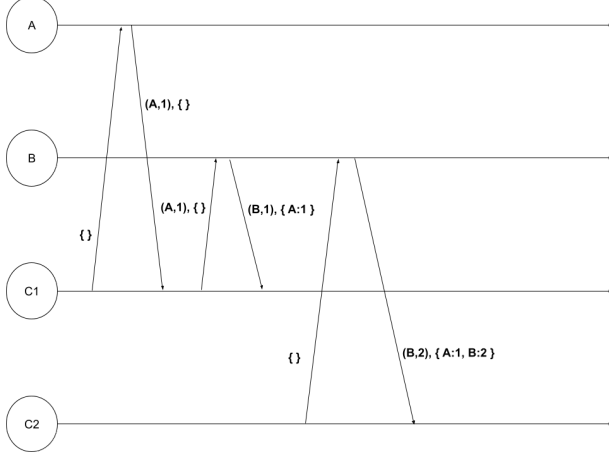 A
(A,1), { }
B
(A,1), { }
(B,1), { A:1 }
{ }
C1
{ }
(B,2), { A:1, B:2 }
C2